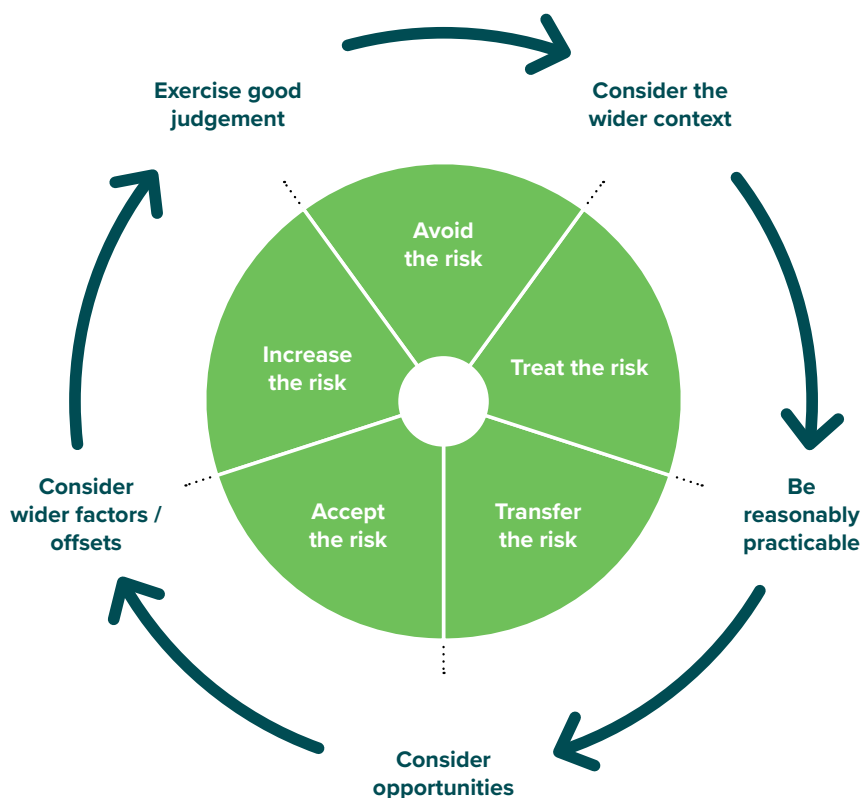 Exercise good
judgement
Consider the
wider context
Avoid
the risk
Increase
the risk
Treat the risk
Consider
wider factors /
offsets
Accept
the risk
Transfer
the risk
Be
reasonably
practicable
Consider
opportunities